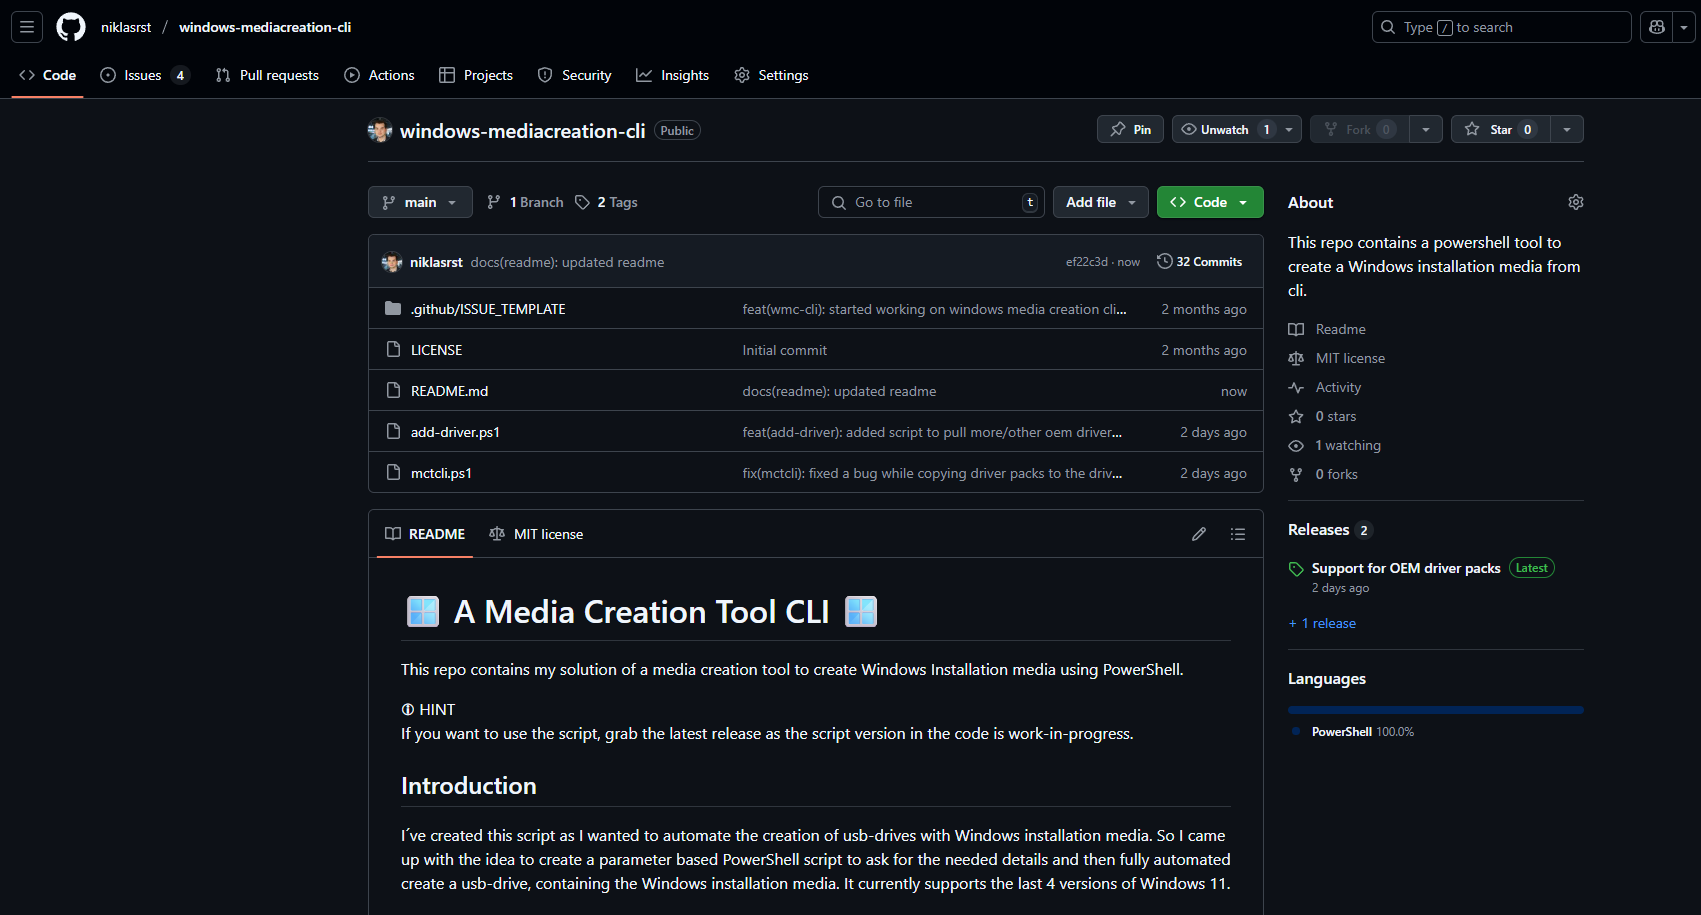 niklasrst / windows-mediacreation-cli
Type / to search
Code
Issues 4
Pull requests
Actions
Projects
Security
Insights
Settings
windows-mediacreation-cli Public
Pin
Unwatch 1
Fork 0
Star 0
main
1 Branch
2 Tags
Go to file t
Add file
Code
niklasrst docs(readme): updated readme ef22c3d · now 32 Commits
.github/ISSUE_TEMPLATE feat(wmc-cli): started working on windows media creation cli... 2 months ago
LICENSE Initial commit 2 months ago
README.md docs(readme): updated readme now
add-driver.ps1 feat(add-driver): added script to pull more/other oem driver... 2 days ago
mctcli.ps1 fix(mctcli): fixed a bug while copying driver packs to the driv... 2 days ago
README
MIT license
A Media Creation Tool CLI
This repo contains my solution of a media creation tool to create Windows Installation media using PowerShell.
🛈 HINT
If you want to use the script, grab the latest release as the script version in the code is work-in-progress.
Introduction
I´ve created this script as I wanted to automate the creation of usb-drives with Windows installation media. So I came
up with the idea to create a parameter based PowerShell script to ask for the needed details and then fully automated
create a usb-drive, containing the Windows installation media. It currently supports the last 4 versions of Windows 11.
About
This repo contains a powershell tool to
create a Windows installation media from
cli.
Readme
MIT license
Activity
0 stars
1 watching
0 forks
Releases 2
Support for OEM driver packs Latest
2 days ago
+ 1 release
Languages
PowerShell 100.0%